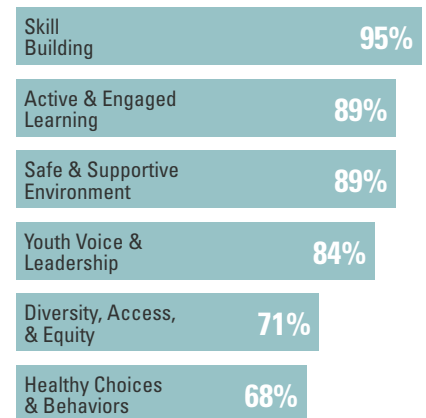 Skill
Building
95%
Active & Engaged
Learning
89%
Safe & Supportive
Environment
89%
Youth Voice &
Leadership
84%
Diversity, Access,
& Equity
71%
Healthy Choices
& Behaviors
68%